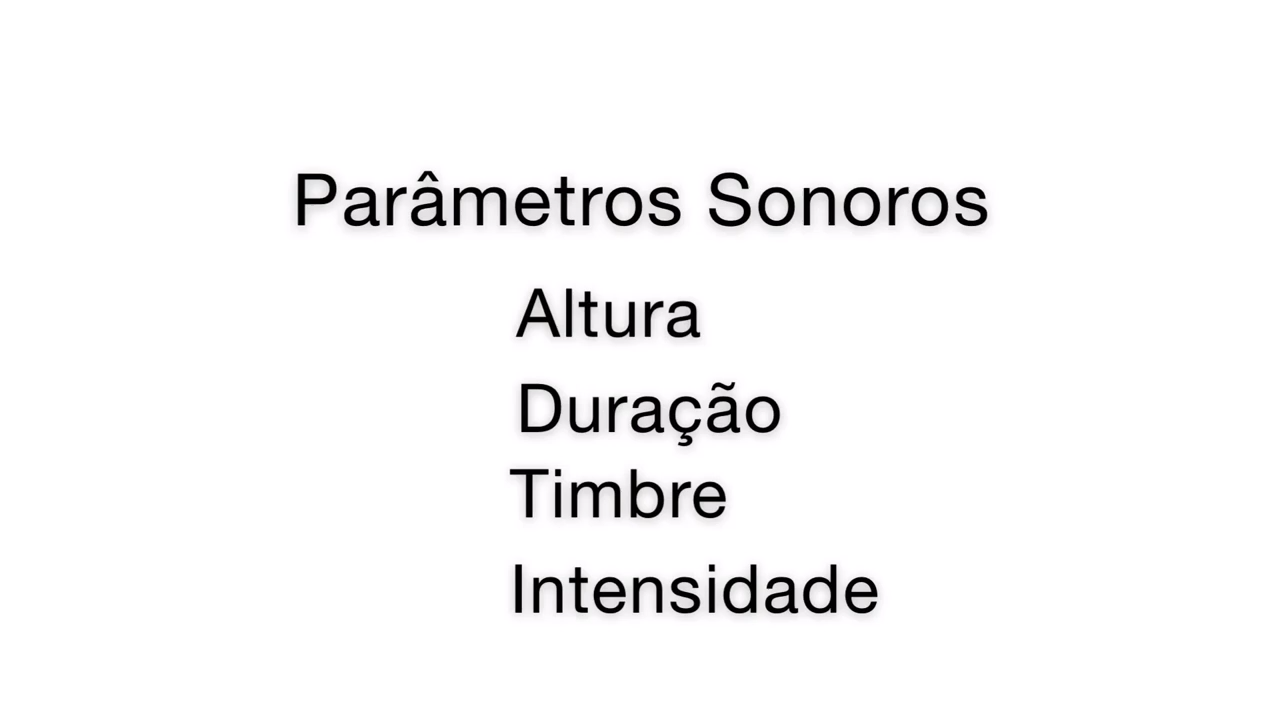 Parâmetros Sonoros
Altura
Duração
Timbre
Intensidade